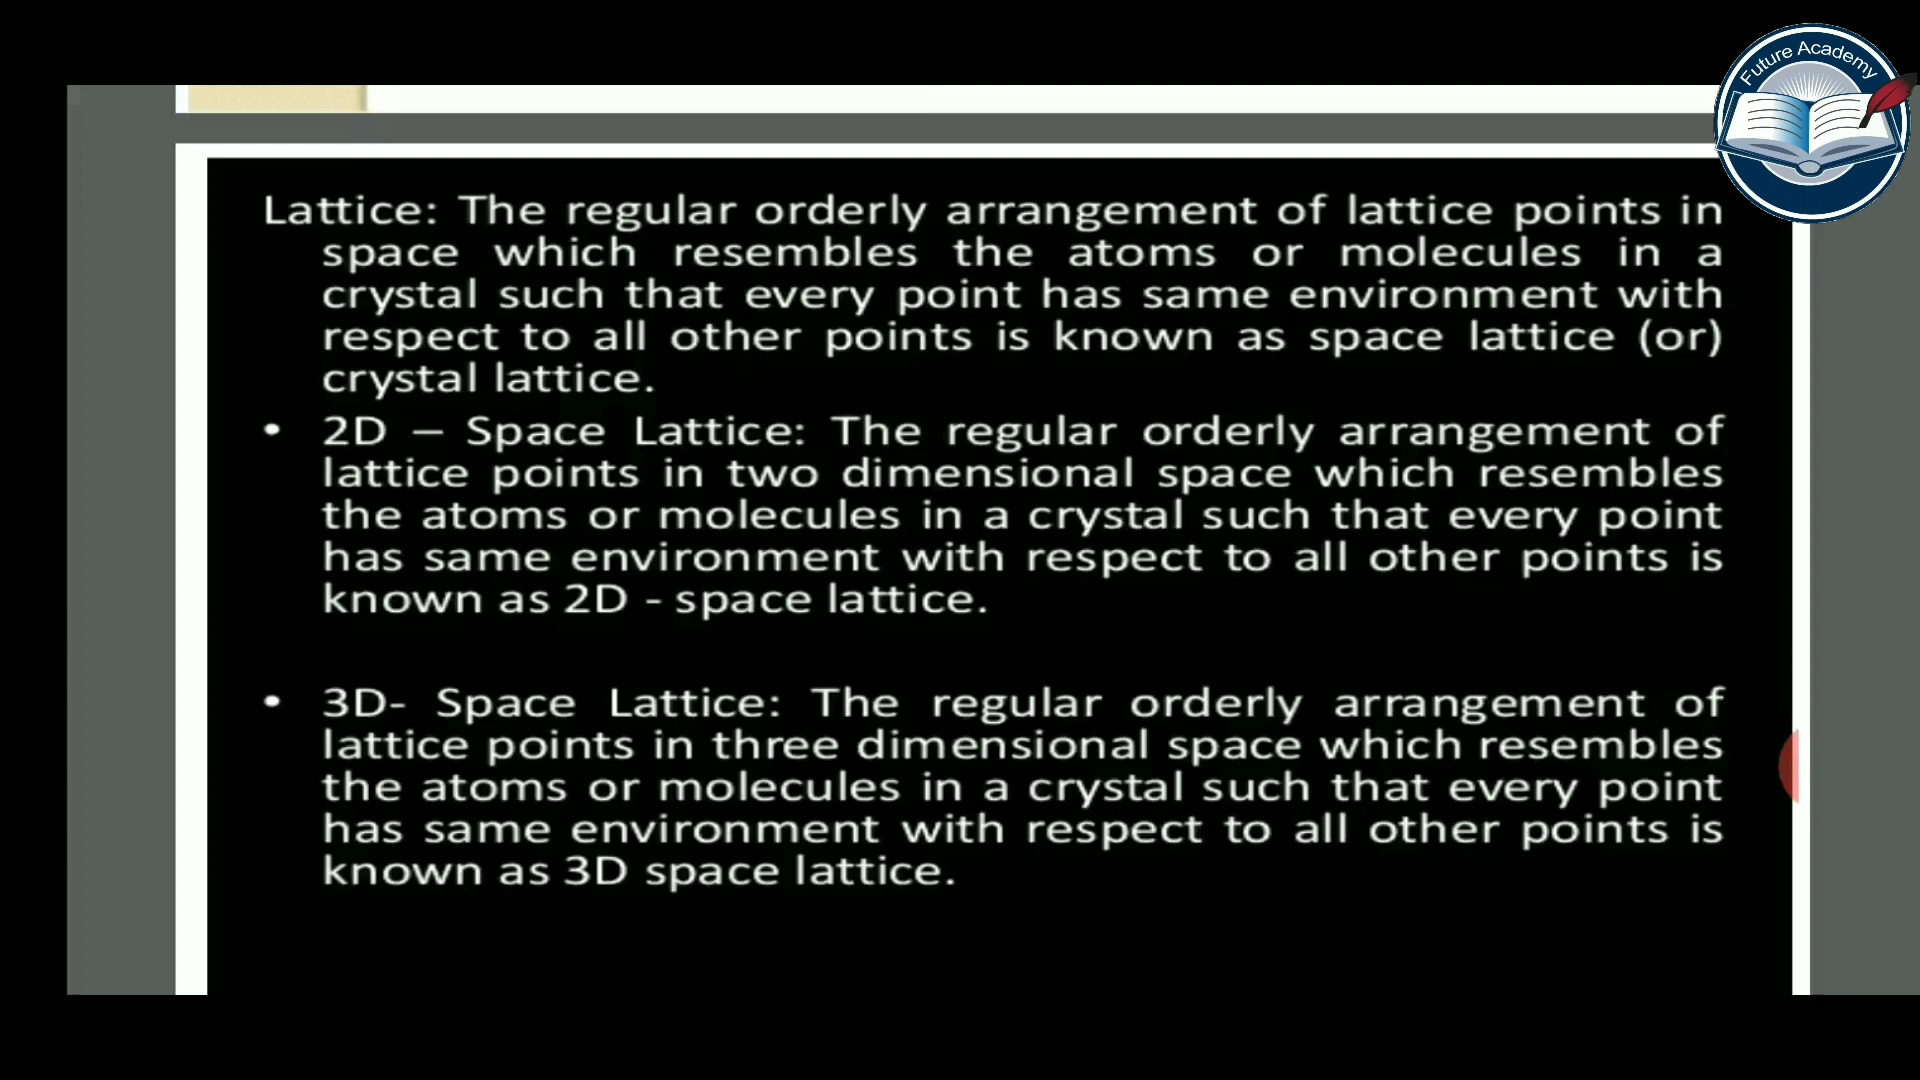 Future Academy
Lattice: The regular orderly arrangement of lattice points in
space which resembles the atoms or molecules in a
crystal such that every point has same environment with
respect to all other points is known as space lattice (or)
crystal lattice.
• 2D – Space Lattice: The regular orderly arrangement of
lattice points in two dimensional space which resembles
the atoms or molecules in a crystal such that every point
has same environment with respect to all other points is
known as 2D - space lattice.
• 3D- Space Lattice: The regular orderly arrangement of
lattice points in three dimensional space which resembles
the atoms or molecules in a crystal such that every point
has same environment with respect to all other points is
known as 3D space lattice.